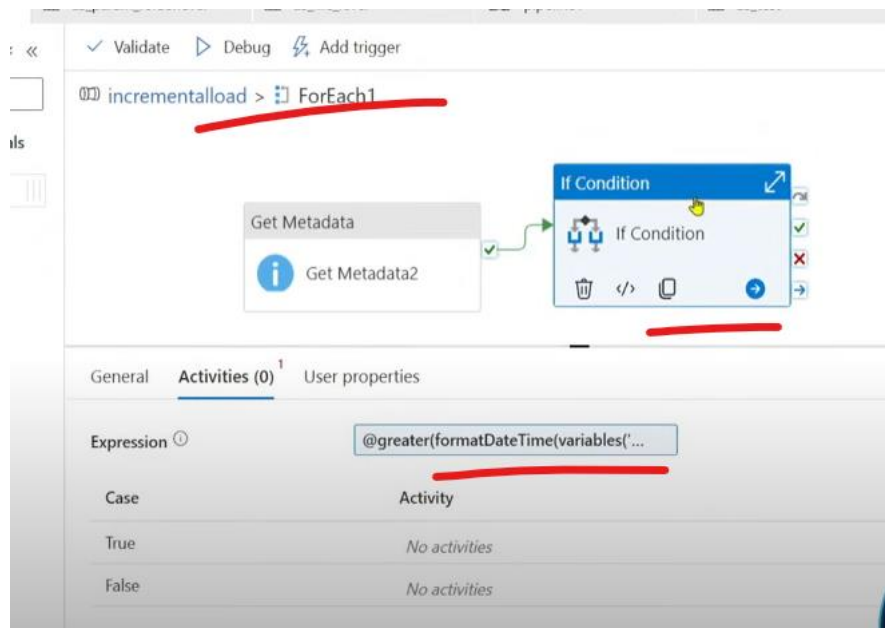 Validate Debug Add trigger
incrementalload > ForEach1
als
If Condition
Get Metadata
If Condition
Get Metadata2
General Activities (0) 1 User properties
Expression @greater(formatDateTime(variables('...
Case Activity
True No activities
False No activities